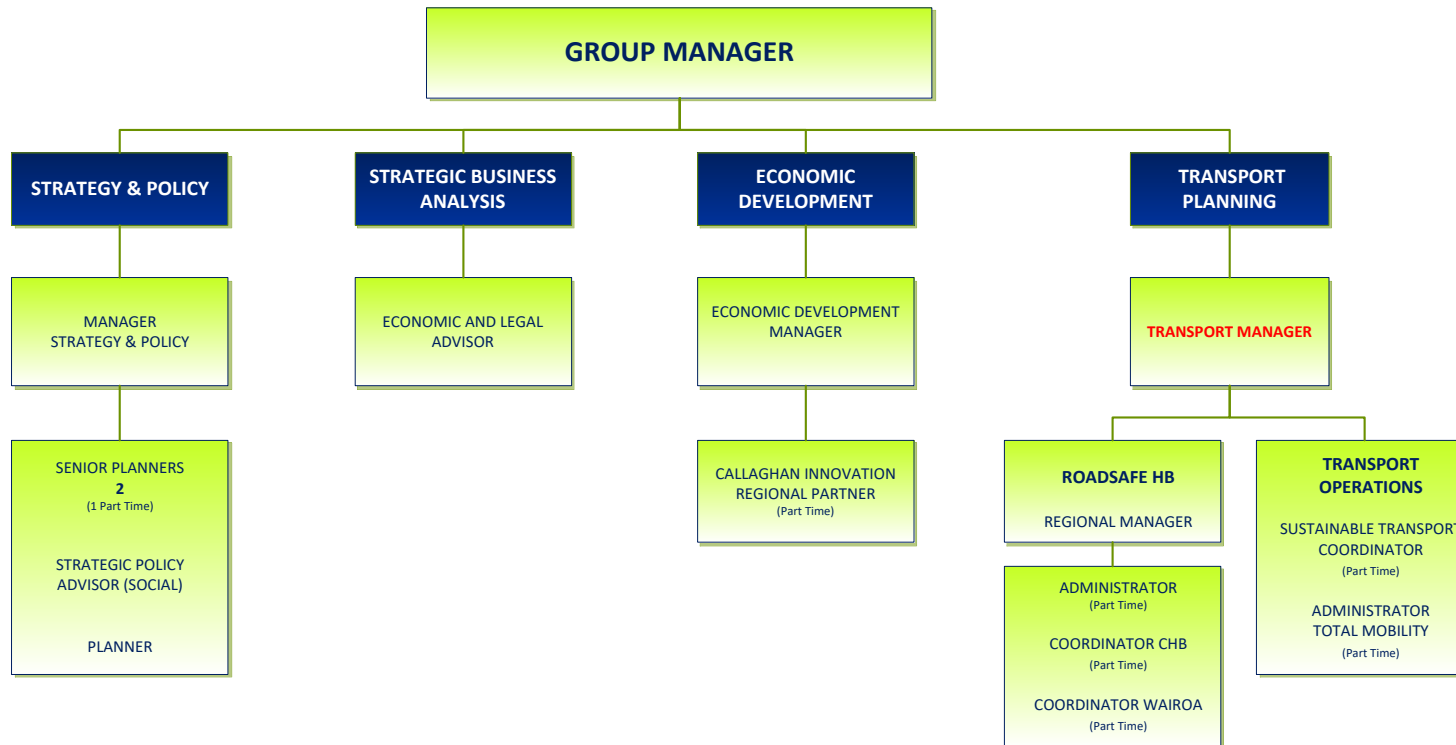 GROUP MANAGER
STRATEGY & POLICY
STRATEGIC BUSINESS
ANALYSIS
ECONOMIC
DEVELOPMENT
TRANSPORT
PLANNING
MANAGER
STRATEGY & POLICY
ECONOMIC AND LEGAL
ADVISOR
ECONOMIC DEVELOPMENT
MANAGER
TRANSPORT MANAGER
SENIOR PLANNERS
2
(1 Part Time)
STRATEGIC POLICY
ADVISOR (SOCIAL)
PLANNER
CALLAGHAN INNOVATION
REGIONAL PARTNER
(Part Time)
ROADSAFE HB
REGIONAL MANAGER
ADMINISTRATOR
(Part Time)
COORDINATOR CHB
(Part Time)
COORDINATOR WAIROA
(Part Time)
TRANSPORT
OPERATIONS
SUSTAINABLE TRANSPORT
COORDINATOR
(Part Time)
ADMINISTRATOR
TOTAL MOBILITY
(Part Time)